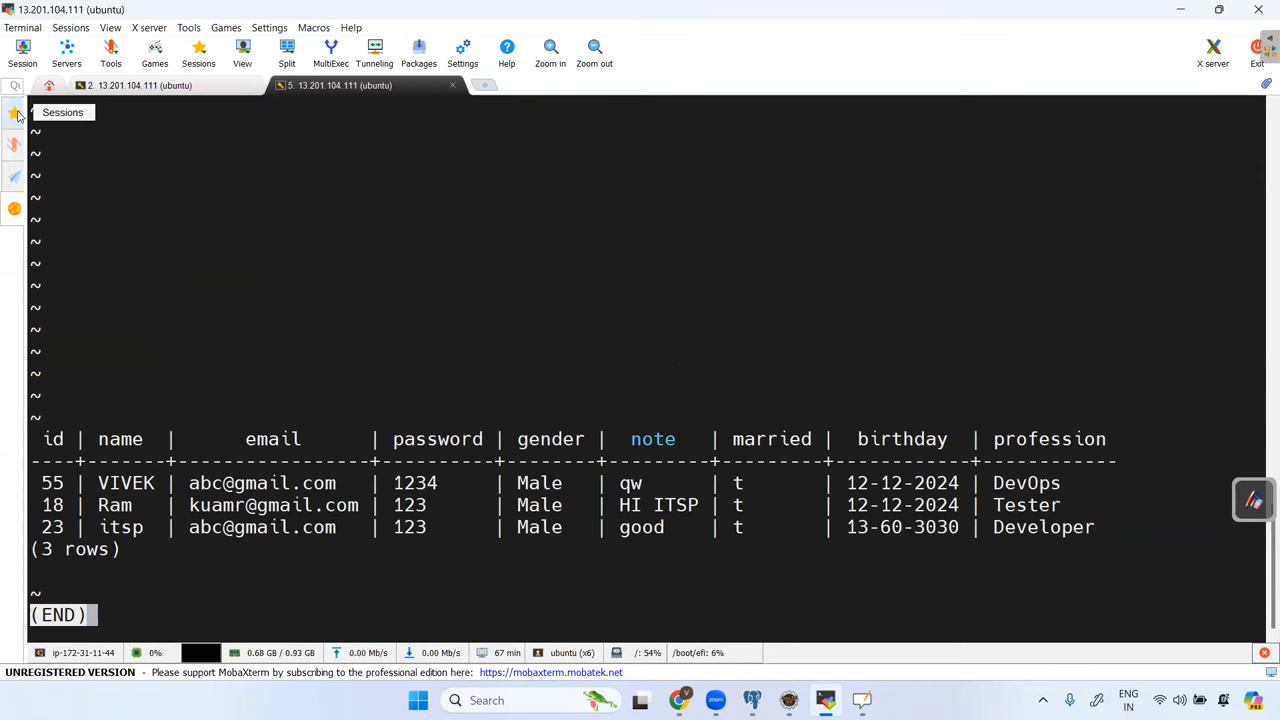 13.201.104.111 (ubuntu)
Terminal Sessions View X server Tools Games Settings Macros Help
Session Servers Tools Games Sessions View Split MultiExec Tunneling Packages Settings Help Zoom in Zoom out X server Exit
2. 13.201.104.111 (ubuntu) 5. 13.201.104.111 (ubuntu)
Sessions
~
~
~
~
~
~
~
~
~
~
~
~
~
~
id | name | email | password | gender | note | married | birthday | profession
----+-------+-----------------+----------+--------+---------+---------+------------+------------
55 | VIVEK | abc@gmail.com | 1234 | Male | qw | t | 12-12-2024 | DevOps
18 | Ram | kuamr@gmail.com | 123 | Male | HI ITSP | t | 12-12-2024 | Tester
23 | itsp | abc@gmail.com | 123 | Male | good | t | 13-60-3030 | Developer
(3 rows)
~
(END)
ip-172-31-11-44 0% 0.68 GB / 0.93 GB 0.00 Mb/s 0.00 Mb/s 67 min ubuntu (x6) /: 54% /boot/efi: 6%
UNREGISTERED VERSION - Please support MobaXterm by subscribing to the professional edition here: https://mobaxterm.mobatek.net
Search
ENG
IN
PRE